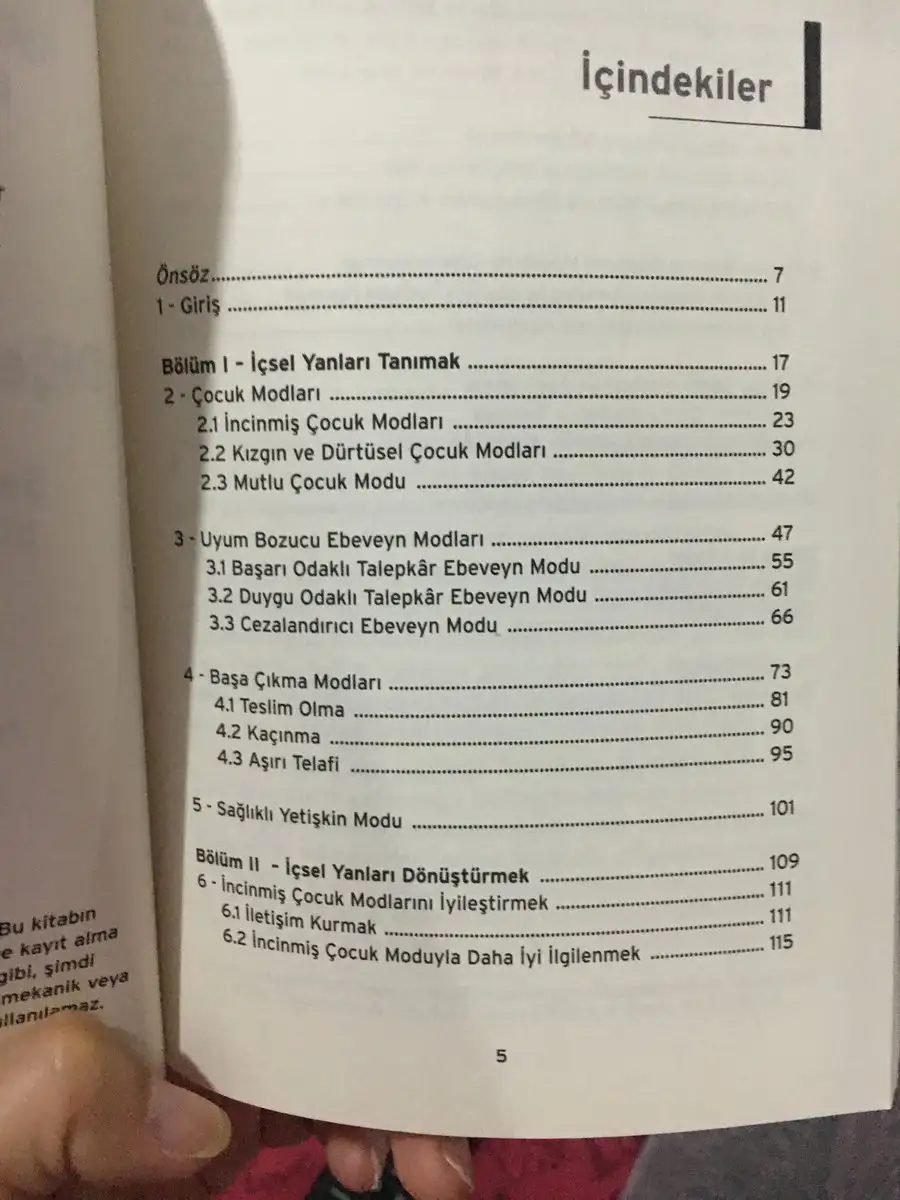 İçindekiler
Önsöz 7
1 - Giriş 11
Bölüm I - İçsel Yanları Tanımak 17
2 - Çocuk Modları 19
2.1 İncinmiş Çocuk Modları 23
2.2 Kızgın ve Dürtüsel Çocuk Modları 30
2.3 Mutlu Çocuk Modu 42
3 - Uyum Bozucu Ebeveyn Modları 47
3.1 Başarı Odaklı Talepkâr Ebeveyn Modu 55
3.2 Duygu Odaklı Talepkâr Ebeveyn Modu 61
3.3 Cezalandırıcı Ebeveyn Modu 66
4 - Başa Çıkma Modları 73
4.1 Teslim Olma 81
4.2 Kaçınma 90
4.3 Aşırı Telafi 95
5 - Sağlıklı Yetişkin Modu 101
Bölüm II - İçsel Yanları Dönüştürmek 109
6 - İncinmiş Çocuk Modlarını İyileştirmek 111
6.1 İletişim Kurmak 111
6.2 İncinmiş Çocuk Moduyla Daha İyi İlgilenmek 115
5
Bu kitabın
kayıt alma
gibi, şimdi
mekanik veya